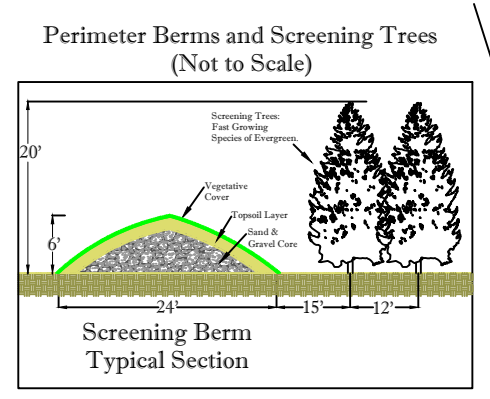 Perimeter Berms and Screening Trees
(Not to Scale)
20'
Screening Trees:
Fast Growing
Species of Evergreen.
Vegetative
Cover
Topsoil Layer
Sand &
Gravel Core
6'
24'
15'
12'
Screening Berm
Typical Section